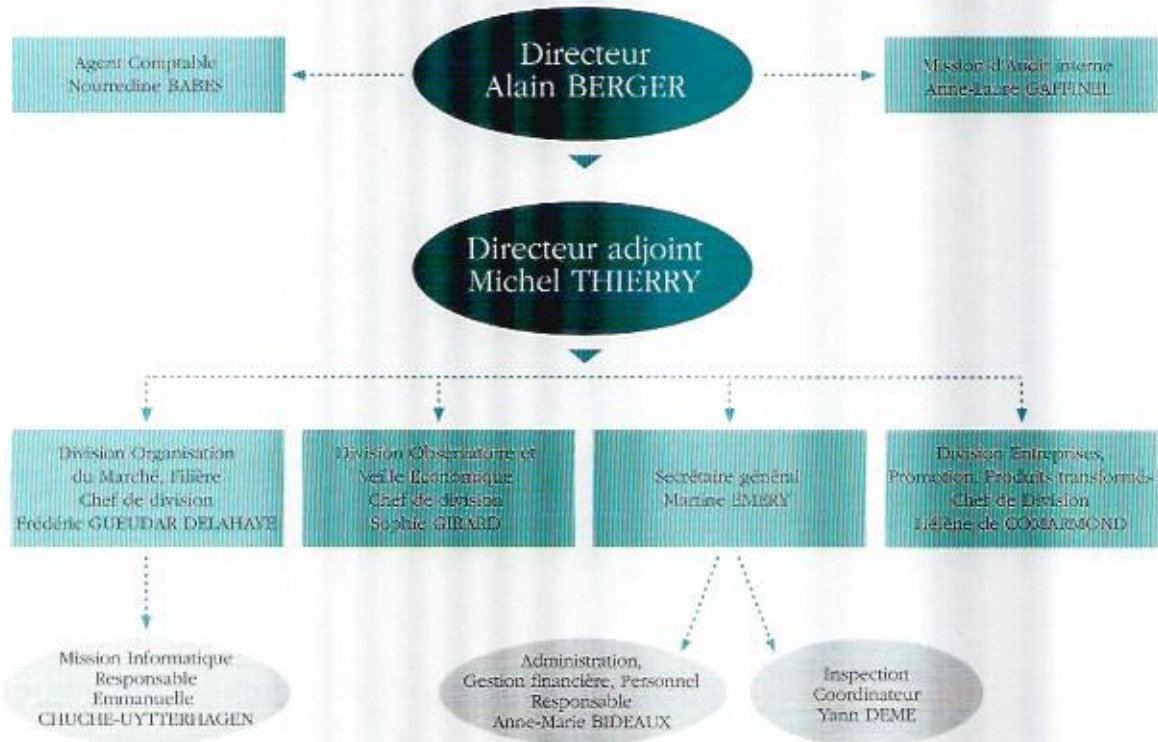 Directeur
Alain BERGER
Agent Comptable
Nourredine BABES
Mission d'Audit interne
Anne-Laure GAFFINEL
Directeur adjoint
Michel THIERRY
Division Organisation
du Marché, Filière
Chef de division
Frédéric GUEUDAR DELAHAYE
Division Observatoire et
Veille Économique
Chef de division
Sophie GIRARD
Secrétaire général
Martine EMERY
Division Entreprises,
Promotion, Produits transformés
Chef de Division
Hélène de COMARMOND
Mission Informatique
Responsable
Emmanuelle
CHUCHE-UYTTERHAGEN
Administration,
Gestion financière, Personnel
Responsable
Anne-Marie BIDEAUX
Inspection
Coordinateur
Yann DEME